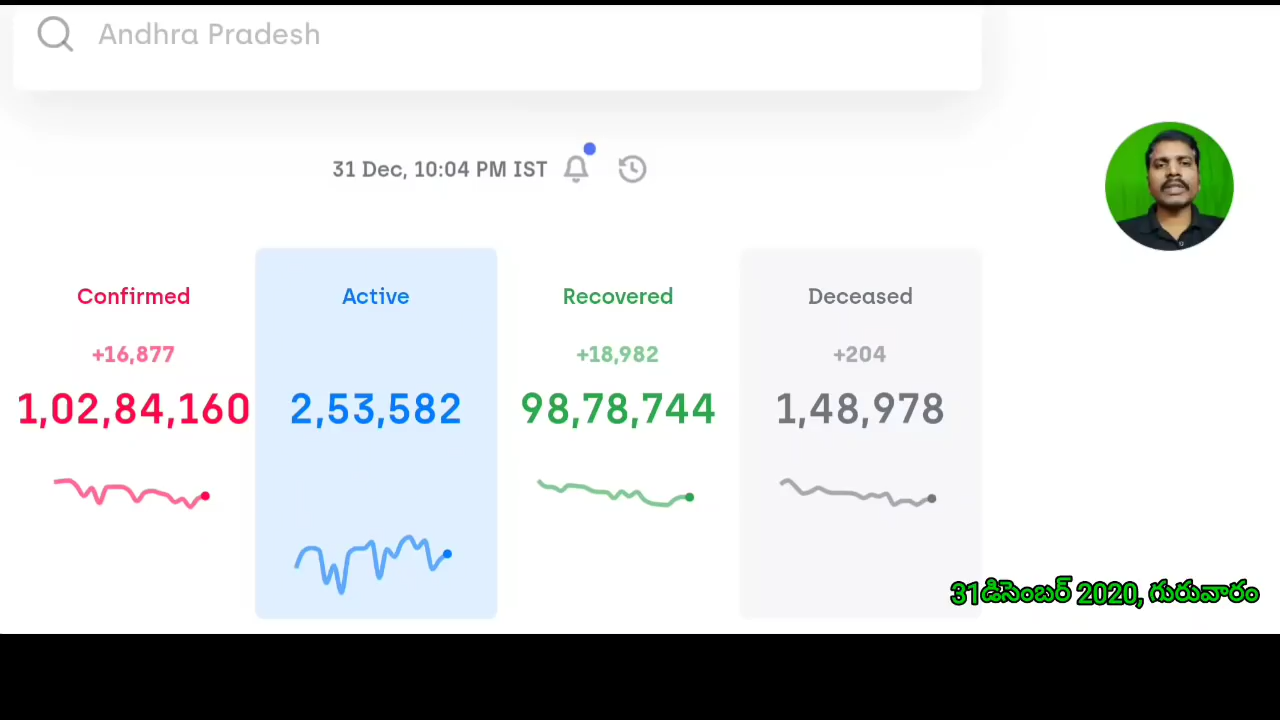 Andhra Pradesh
31 Dec, 10:04 PM IST
Confirmed
Active
Recovered
Deceased
+16,877
+18,982
+204
1,02,84,160
2,53,582
98,78,744
1,48,978
31డిసెంబర్ 2020, గురువారం